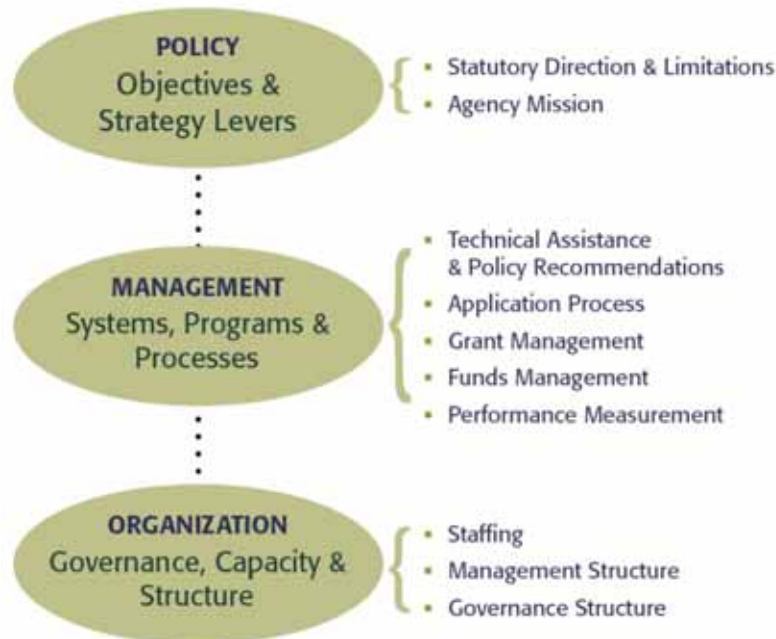 POLICY
Objectives &
Strategy Levers
▪ Statutory Direction & Limitations
▪ Agency Mission
MANAGEMENT
Systems, Programs &
Processes
▪ Technical Assistance
& Policy Recommendations
▪ Application Process
▪ Grant Management
▪ Funds Management
▪ Performance Measurement
ORGANIZATION
Governance, Capacity &
Structure
▪ Staffing
▪ Management Structure
▪ Governance Structure